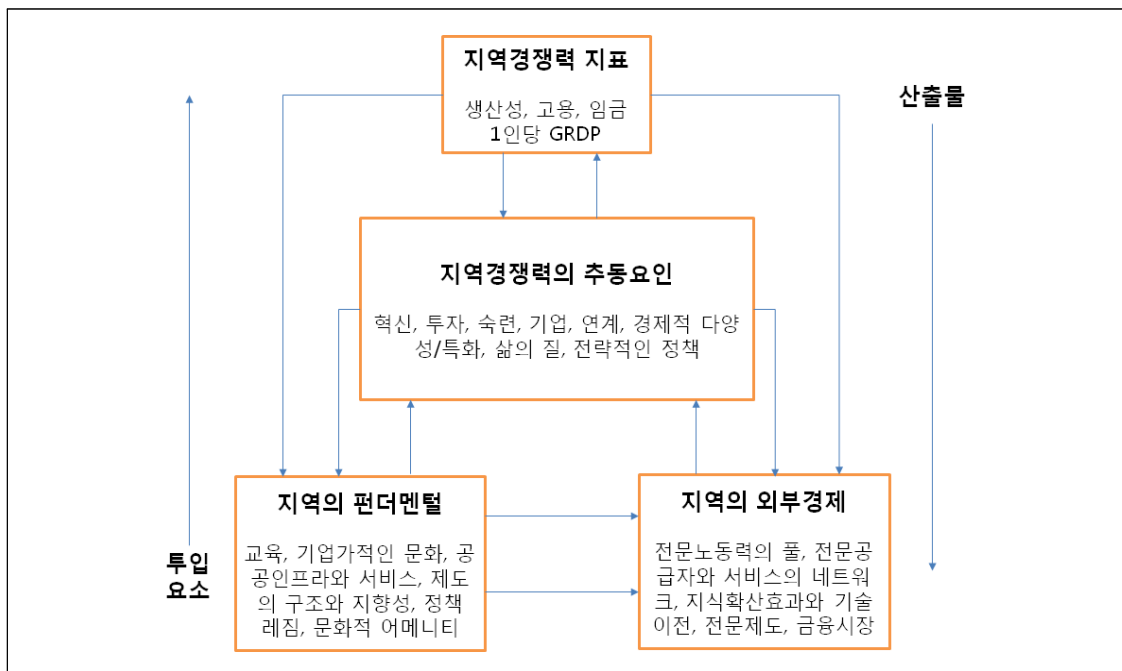 지역경쟁력 지표
생산성, 고용, 임금
1인당 GRDP
산출물
지역경쟁력의 추동요인
혁신, 투자, 숙련, 기업, 연계, 경제적 다양
성/특화, 삶의 질, 전략적인 정책
지역의 펀더멘털
교육, 기업가적인 문화, 공
공인프라와 서비스, 제도
의 구조와 지향성, 정책
레짐, 문화적 어메니티
지역의 외부경제
전문노동력의 풀, 전문공
급자와 서비스의 네트워
크, 지식확산효과와 기술
이전, 전문제도, 금융시장
투입
요소